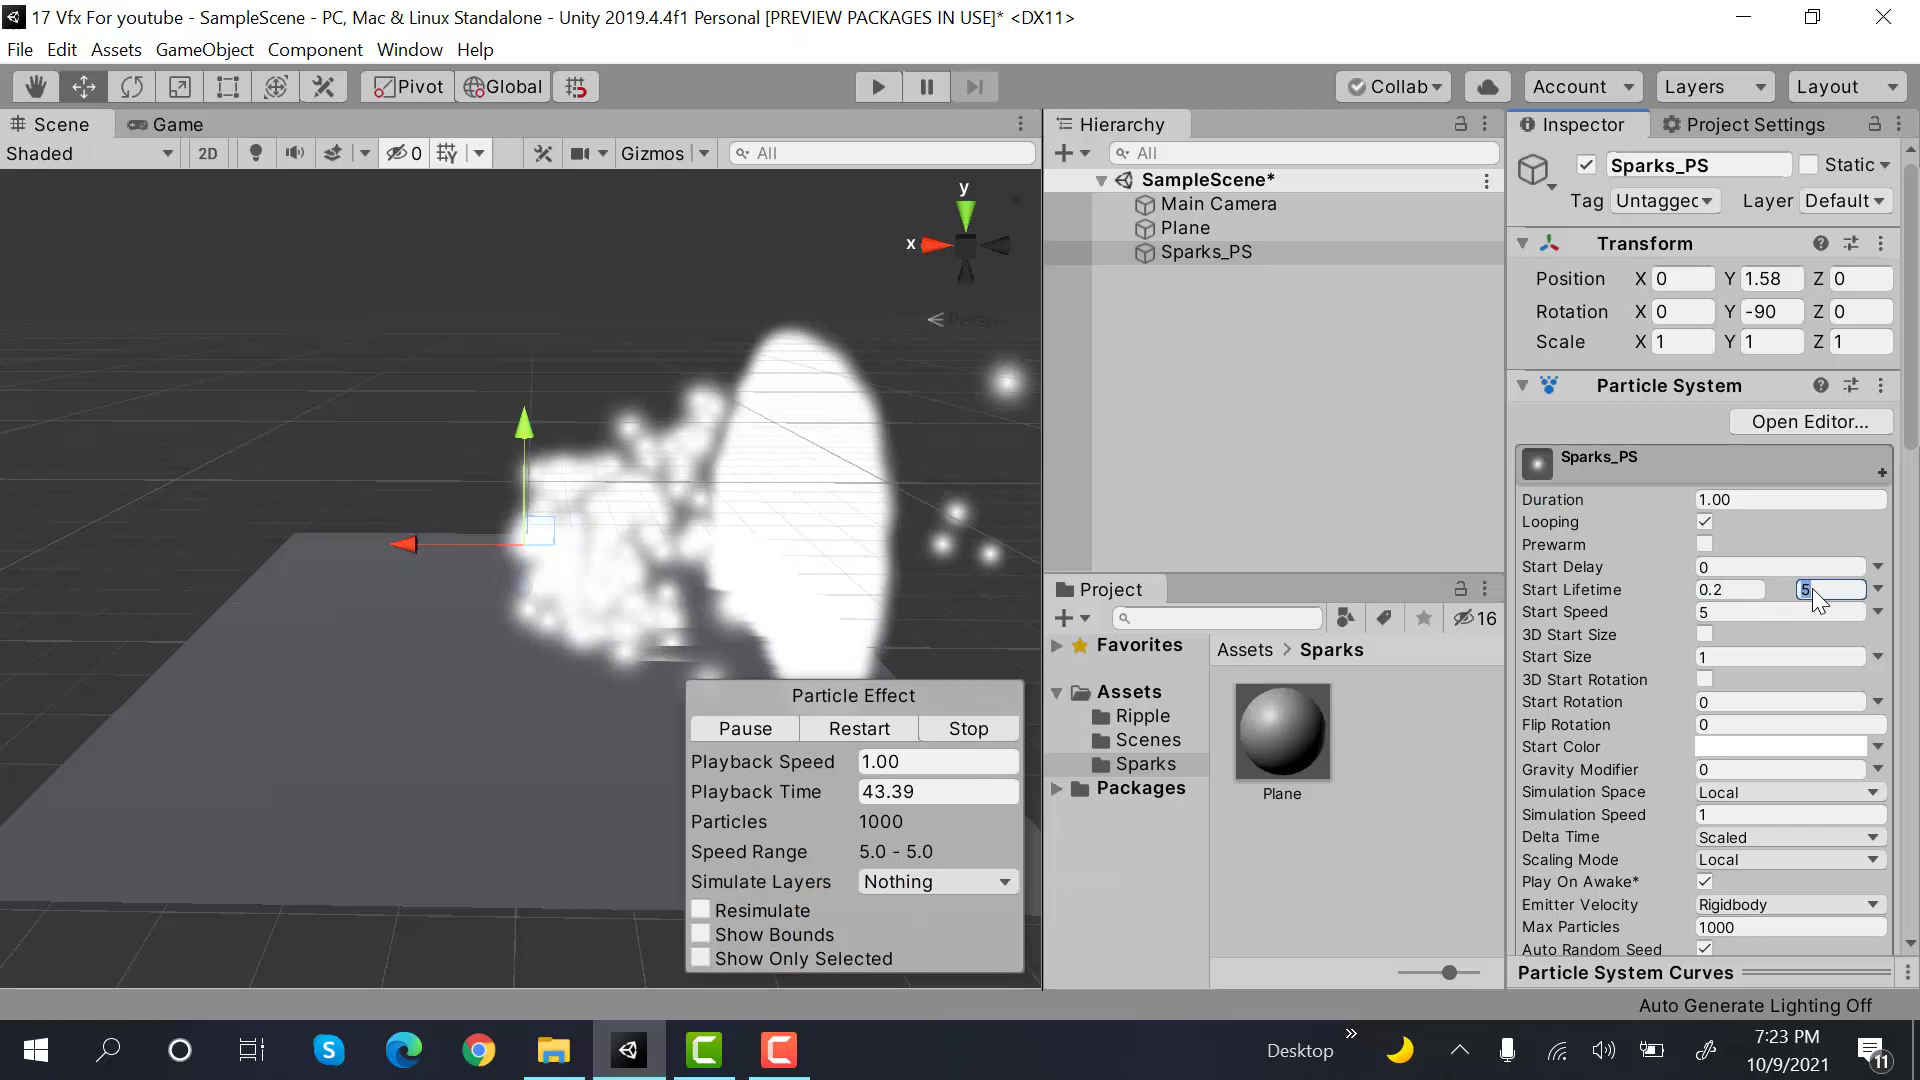 17 Vfx For youtube - SampleScene - PC, Mac & Linux Standalone - Unity 2019.4.4f1 Personal [PREVIEW PACKAGES IN USE]* <DX11>
File Edit Assets GameObject Component Window Help
Pivot Global Collab Account Layers Layout
Scene Game
Shaded 2D 0 Gizmos All
y
x
Persp
Hierarchy
All
SampleScene*
Main Camera
Plane
Sparks_PS
Project
16
Favorites
Assets
Ripple
Scenes
Sparks
Packages
Assets > Sparks
Plane
Particle Effect
Pause Restart Stop
Playback Speed 1.00
Playback Time 43.39
Particles 1000
Speed Range 5.0 - 5.0
Simulate Layers Nothing
Resimulate
Show Bounds
Show Only Selected
Inspector Project Settings
Sparks_PS Static
Tag Untagged Layer Default
Transform
Position X 0 Y 1.58 Z 0
Rotation X 0 Y -90 Z 0
Scale X 1 Y 1 Z 1
Particle System
Open Editor...
Sparks_PS
Duration 1.00
Looping
Prewarm
Start Delay 0
Start Lifetime 0.2 5
Start Speed 5
3D Start Size
Start Size 1
3D Start Rotation
Start Rotation 0
Flip Rotation 0
Start Color
Gravity Modifier 0
Simulation Space Local
Simulation Speed 1
Delta Time Scaled
Scaling Mode Local
Play On Awake*
Emitter Velocity Rigidbody
Max Particles 1000
Auto Random Seed
Particle System Curves
Auto Generate Lighting Off
Desktop
7:23 PM
10/9/2021
11